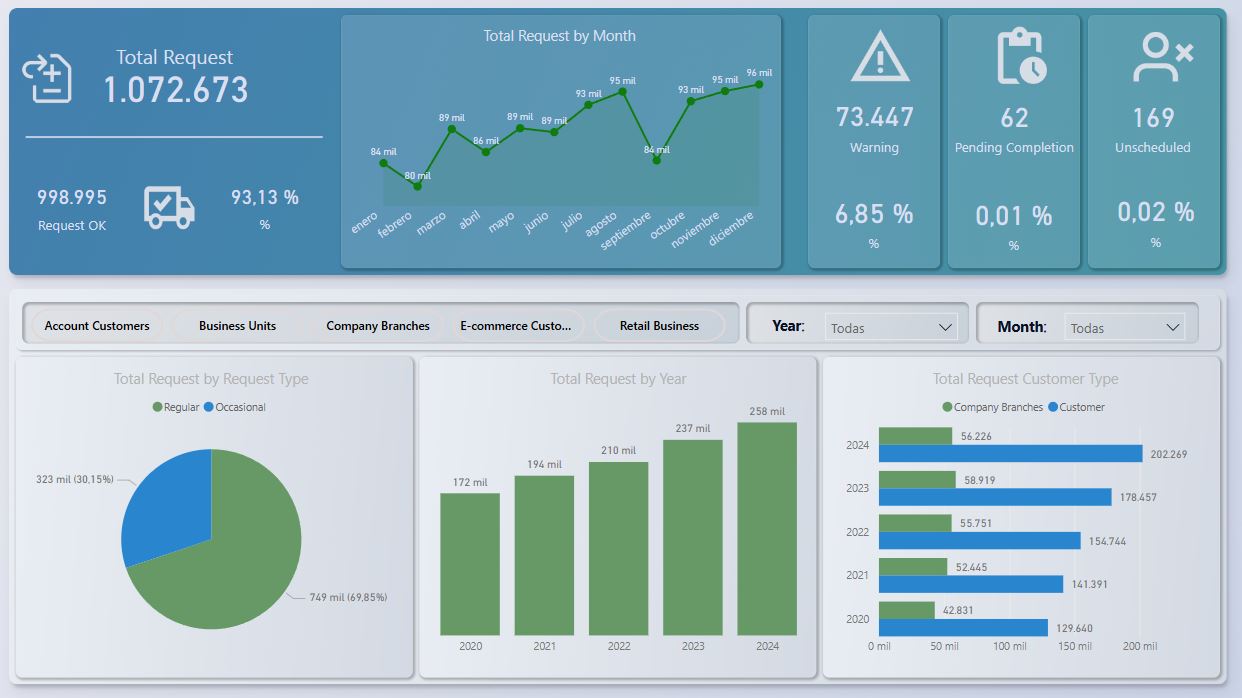 Total Request
1.072.673
998.995
Request OK
93,13 %
%
Total Request by Month
84 mil
80 mil
89 mil
86 mil
89 mil
89 mil
93 mil
95 mil
84 mil
93 mil
95 mil
96 mil
enero
febrero
marzo
abril
mayo
junio
julio
agosto
septiembre
octubre
noviembre
diciembre
73.447
Warning
6,85 %
%
62
Pending Completion
0,01 %
%
169
Unscheduled
0,02 %
%
Account Customers
Business Units
Company Branches
E-commerce Custo...
Retail Business
Year:
Todas
Month:
Todas
Total Request by Request Type
Regular
Occasional
323 mil (30,15%)
749 mil (69,85%)
Total Request by Year
172 mil
194 mil
210 mil
237 mil
258 mil
2020
2021
2022
2023
2024
Total Request Customer Type
Company Branches
Customer
2024
56.226
202.269
2023
58.919
178.457
2022
55.751
154.744
2021
52.445
141.391
2020
42.831
129.640
0 mil
50 mil
100 mil
150 mil
200 mil